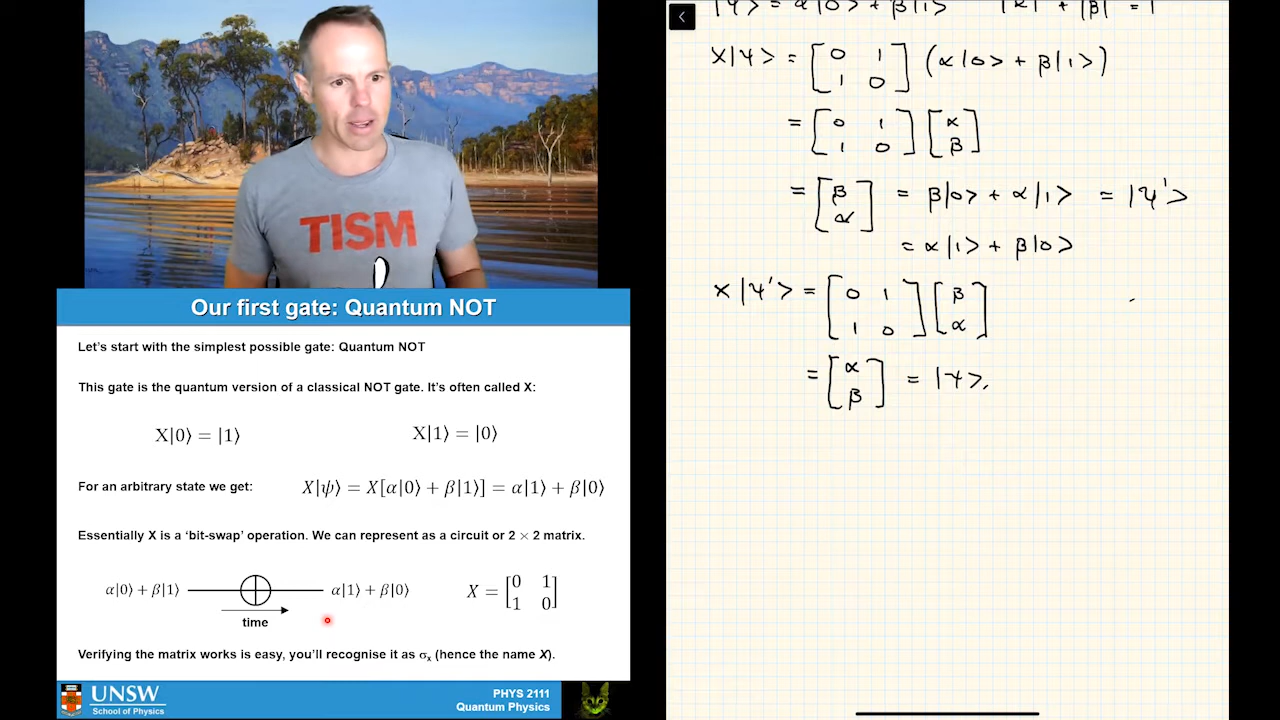 TISM
Our first gate: Quantum NOT
Let's start with the simplest possible gate: Quantum NOT
This gate is the quantum version of a classical NOT gate. It's often called X:
X|0⟩ = |1⟩ X|1⟩ = |0⟩
For an arbitrary state we get: X|ψ⟩ = X[α|0⟩ + β|1⟩] = α|1⟩ + β|0⟩
Essentially X is a 'bit-swap' operation. We can represent as a circuit or 2 × 2 matrix.
α|0⟩ + β|1⟩ α|1⟩ + β|0⟩ X = [0 1
1 0]
time
Verifying the matrix works is easy, you'll recognise it as σx (hence the name X).
UNSW
School of Physics
PHYS 2111
Quantum Physics
|ψ> = α|0> + β|1> |α| + |β| = 1
X|ψ> = [0 1
1 0] (α|0> + β|1>)
= [0 1
1 0] [α
β]
= [β
α] = β|0> + α|1> = |ψ'>
= α|1> + β|0>
X|ψ'> = [0 1
1 0] [β
α]
= [α
β] = |ψ>.